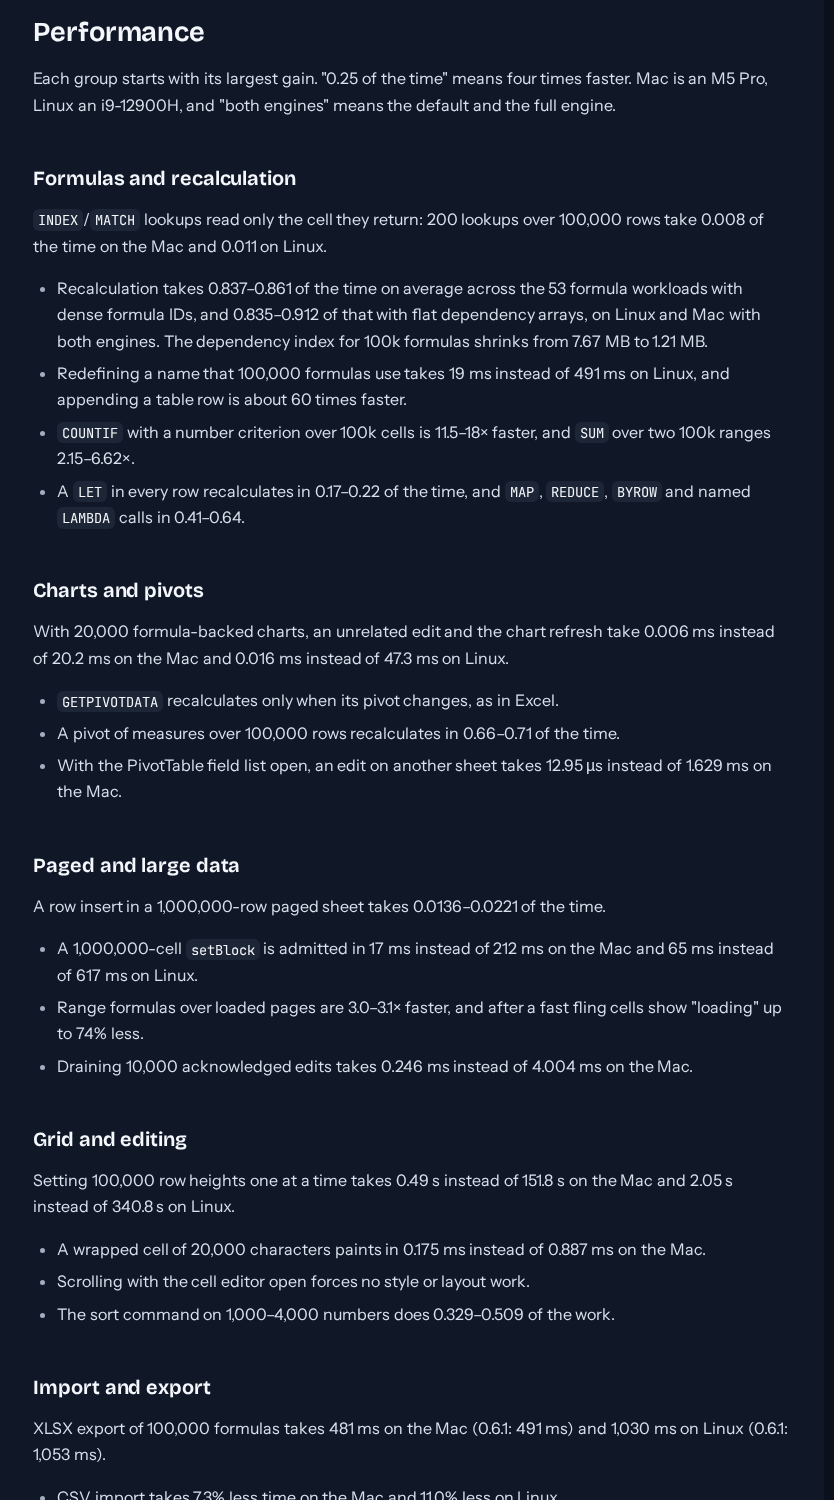 Performance
Each group starts with its largest gain. "0.25 of the time" means four times faster. Mac is an M5 Pro,
Linux an i9-12900H, and "both engines" means the default and the full engine.
Formulas and recalculation
INDEX / MATCH lookups read only the cell they return: 200 lookups over 100,000 rows take 0.008 of
the time on the Mac and 0.011 on Linux.
• Recalculation takes 0.837–0.861 of the time on average across the 53 formula workloads with
dense formula IDs, and 0.835–0.912 of that with flat dependency arrays, on Linux and Mac with
both engines. The dependency index for 100k formulas shrinks from 7.67 MB to 1.21 MB.
• Redefining a name that 100,000 formulas use takes 19 ms instead of 491 ms on Linux, and
appending a table row is about 60 times faster.
• COUNTIF with a number criterion over 100k cells is 11.5–18× faster, and SUM over two 100k ranges
2.15–6.62×.
• A LET in every row recalculates in 0.17–0.22 of the time, and MAP, REDUCE, BYROW and named
LAMBDA calls in 0.41–0.64.
Charts and pivots
With 20,000 formula-backed charts, an unrelated edit and the chart refresh take 0.006 ms instead
of 20.2 ms on the Mac and 0.016 ms instead of 47.3 ms on Linux.
• GETPIVOTDATA recalculates only when its pivot changes, as in Excel.
• A pivot of measures over 100,000 rows recalculates in 0.66–0.71 of the time.
• With the PivotTable field list open, an edit on another sheet takes 12.95 µs instead of 1.629 ms on
the Mac.
Paged and large data
A row insert in a 1,000,000-row paged sheet takes 0.0136–0.0221 of the time.
• A 1,000,000-cell setBlock is admitted in 17 ms instead of 212 ms on the Mac and 65 ms instead
of 617 ms on Linux.
• Range formulas over loaded pages are 3.0–3.1× faster, and after a fast fling cells show "loading" up
to 74% less.
• Draining 10,000 acknowledged edits takes 0.246 ms instead of 4.004 ms on the Mac.
Grid and editing
Setting 100,000 row heights one at a time takes 0.49 s instead of 151.8 s on the Mac and 2.05 s
instead of 340.8 s on Linux.
• A wrapped cell of 20,000 characters paints in 0.175 ms instead of 0.887 ms on the Mac.
• Scrolling with the cell editor open forces no style or layout work.
• The sort command on 1,000–4,000 numbers does 0.329–0.509 of the work.
Import and export
XLSX export of 100,000 formulas takes 481 ms on the Mac (0.6.1: 491 ms) and 1,030 ms on Linux (0.6.1:
1,053 ms).
• CSV import takes 7.3% less time on the Mac and 11.0% less on Linux.